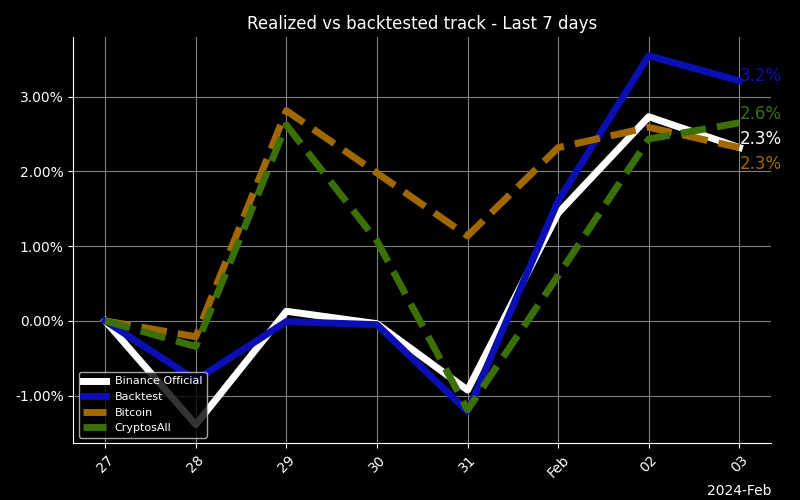 Realized vs backtested track - Last 7 days
3.00%
2.00%
1.00%
0.00%
-1.00%
3.2%
2.6%
2.3%
2.3%
Binance Official
Backtest
Bitcoin
CryptosAll
27
28
29
30
31
Feb
02
03
2024-Feb